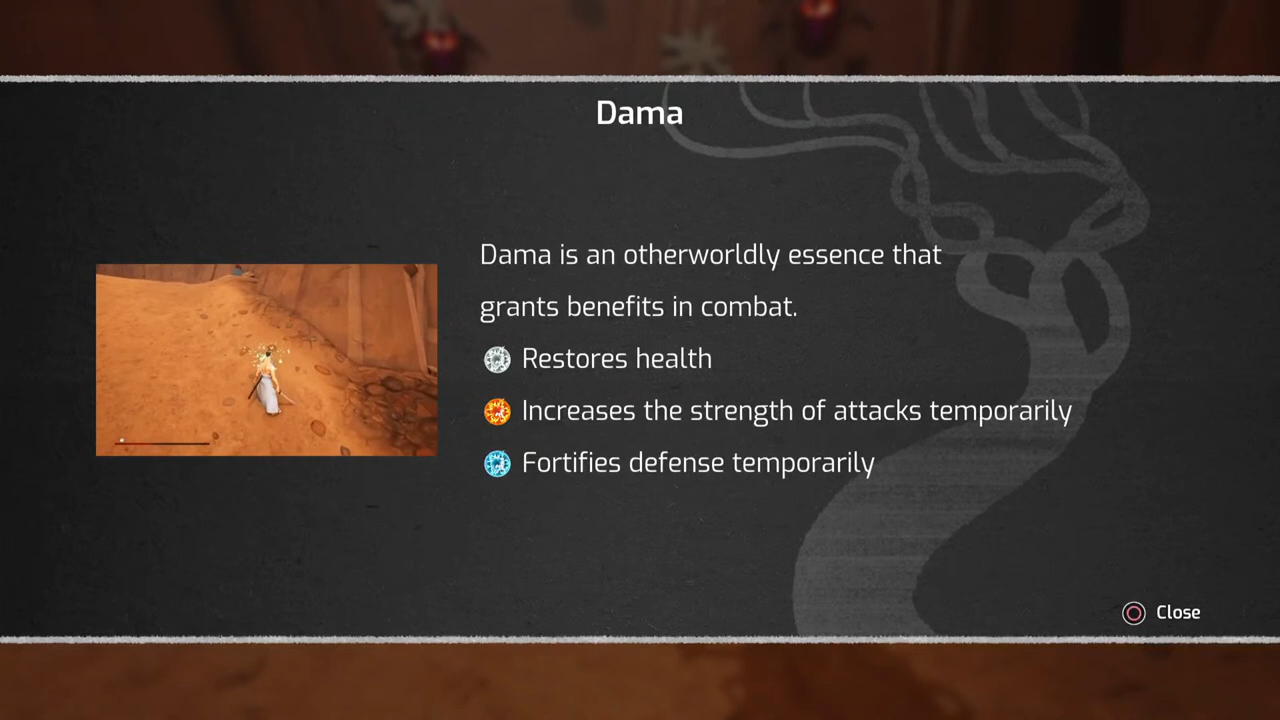 Dama
Dama is an otherworldly essence that
grants benefits in combat.
Restores health
Increases the strength of attacks temporarily
Fortifies defense temporarily
Close